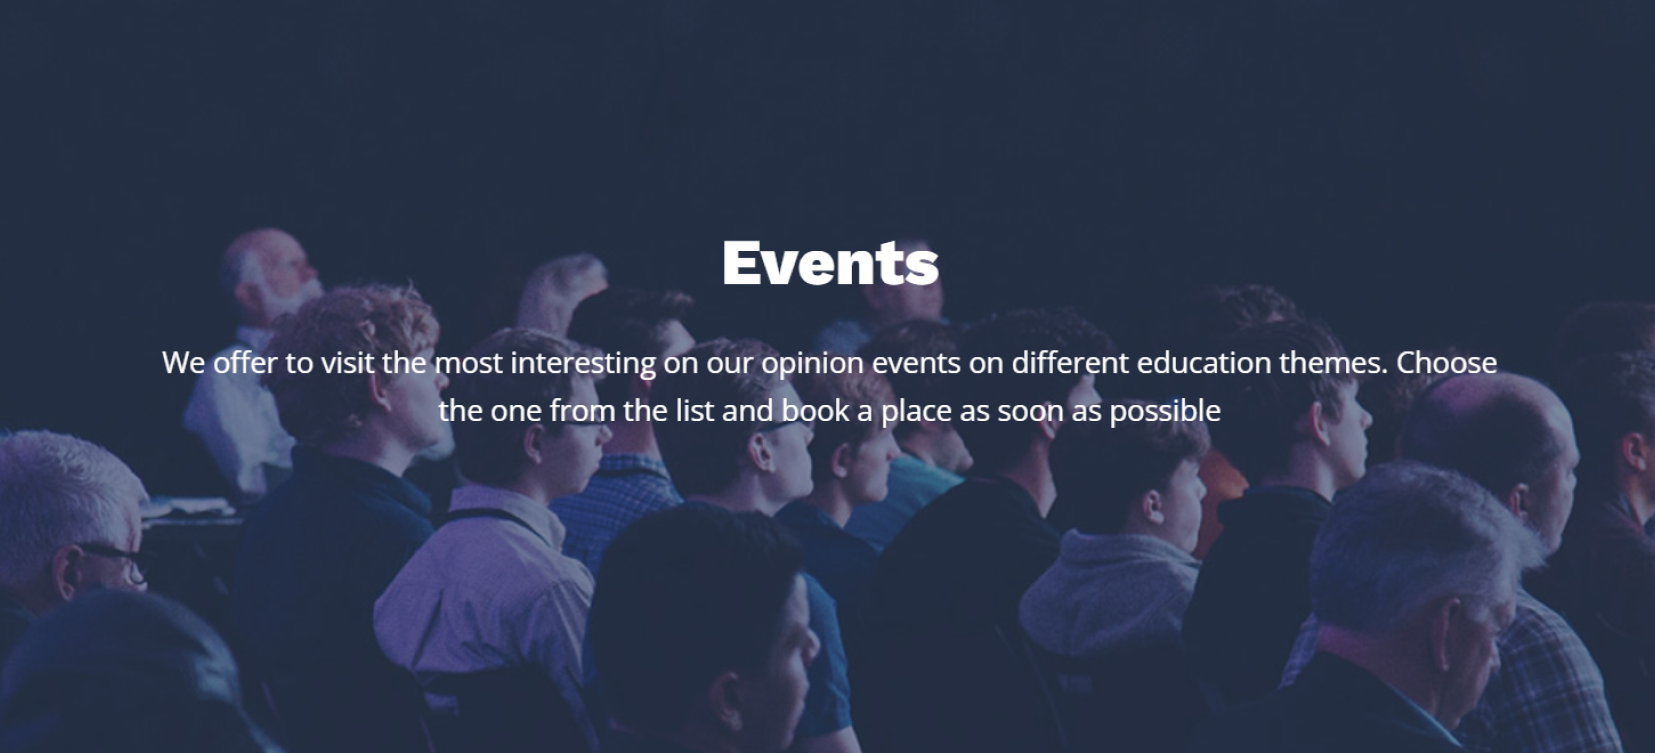 Events
We offer to visit the most interesting on our opinion events on different education themes. Choose
the one from the list and book a place as soon as possible